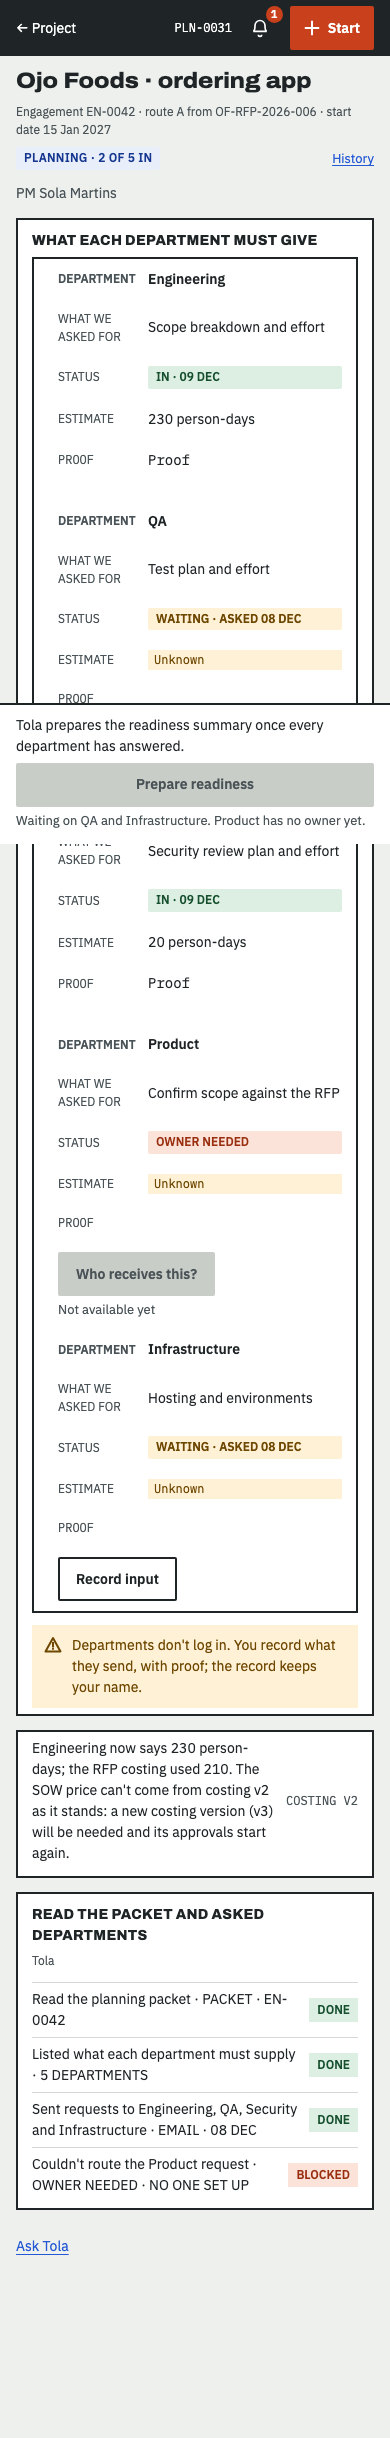 ← Project
PLN-0031
1
Start
Ojo Foods · ordering app
Engagement EN-0042 · route A from OF-RFP-2026-006 · start
date 15 Jan 2027
PLANNING · 2 OF 5 IN
History
PM Sola Martins
WHAT EACH DEPARTMENT MUST GIVE
DEPARTMENT Engineering
WHAT WE
ASKED FOR
Scope breakdown and effort
STATUS IN · 09 DEC
ESTIMATE 230 person-days
PROOF Proof
DEPARTMENT QA
WHAT WE
ASKED FOR
Test plan and effort
STATUS WAITING · ASKED 08 DEC
ESTIMATE Unknown
PROOF
Tola prepares the readiness summary once every
department has answered.
Prepare readiness
Waiting on QA and Infrastructure. Product has no owner yet.
WHAT WE
ASKED FOR
Security review plan and effort
STATUS IN · 09 DEC
ESTIMATE 20 person-days
PROOF Proof
DEPARTMENT Product
WHAT WE
ASKED FOR
Confirm scope against the RFP
STATUS OWNER NEEDED
ESTIMATE Unknown
PROOF
Who receives this?
Not available yet
DEPARTMENT Infrastructure
WHAT WE
ASKED FOR
Hosting and environments
STATUS WAITING · ASKED 08 DEC
ESTIMATE Unknown
PROOF
Record input
Departments don't log in. You record what
they send, with proof; the record keeps
your name.
Engineering now says 230 person-
days; the RFP costing used 210. The
SOW price can't come from costing v2
as it stands: a new costing version (v3)
will be needed and its approvals start
again.
COSTING V2
READ THE PACKET AND ASKED
DEPARTMENTS
Tola
Read the planning packet · PACKET · EN-
0042
DONE
Listed what each department must supply
· 5 DEPARTMENTS
DONE
Sent requests to Engineering, QA, Security
and Infrastructure · EMAIL · 08 DEC
DONE
Couldn't route the Product request ·
OWNER NEEDED · NO ONE SET UP
BLOCKED
Ask Tola